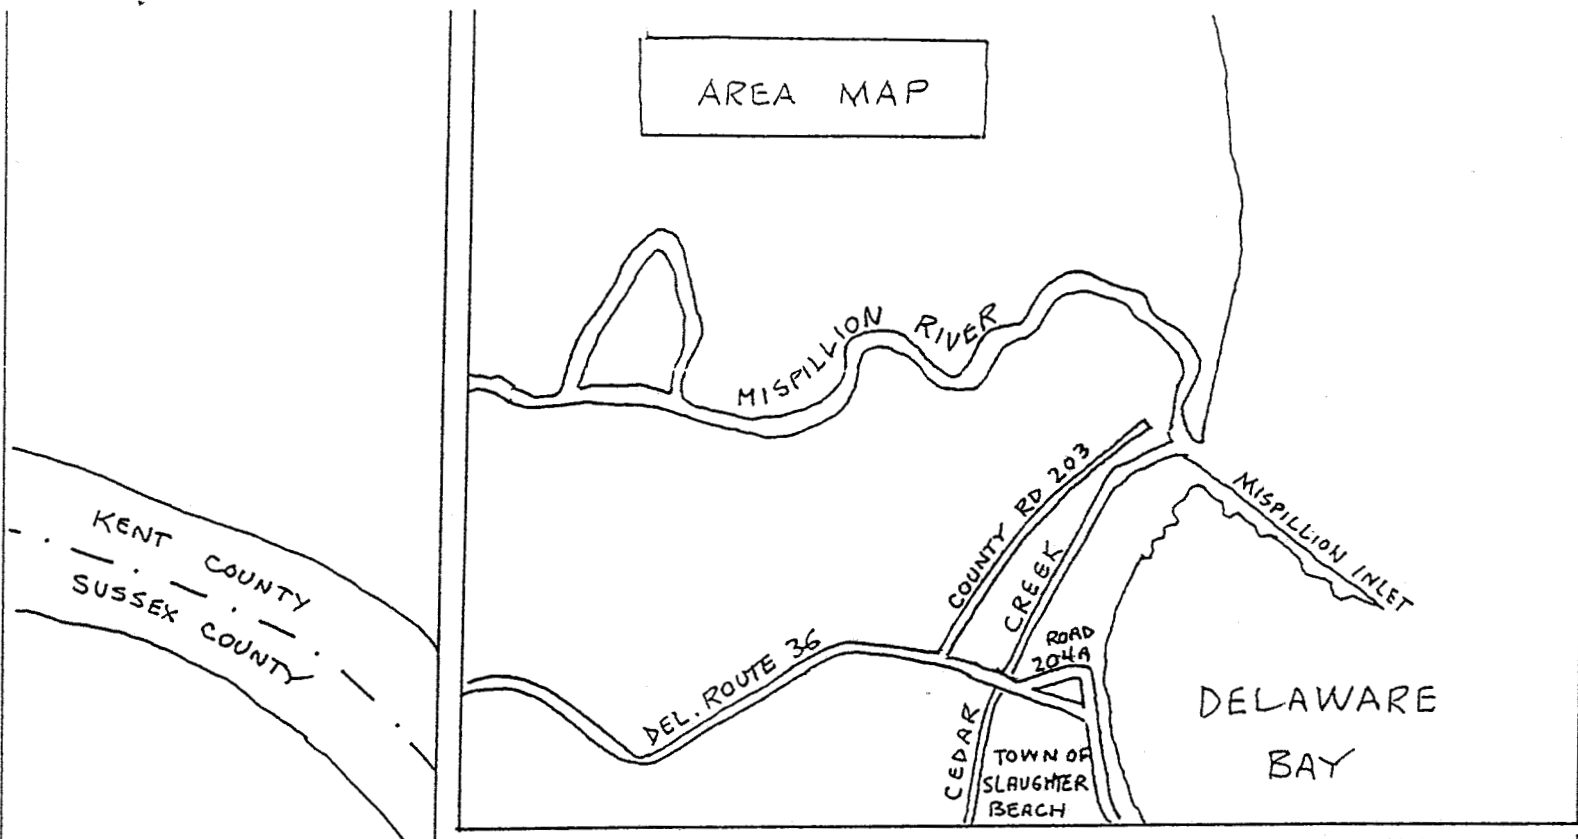 AREA MAP
MISPILLION RIVER
COUNTY RD 203
MISPILLION INLET
KENT COUNTY
SUSSEX COUNTY
CEDAR CREEK
ROAD
204A
DEL. ROUTE 36
DELAWARE
BAY
TOWN OF
SLAUGHTER
BEACH